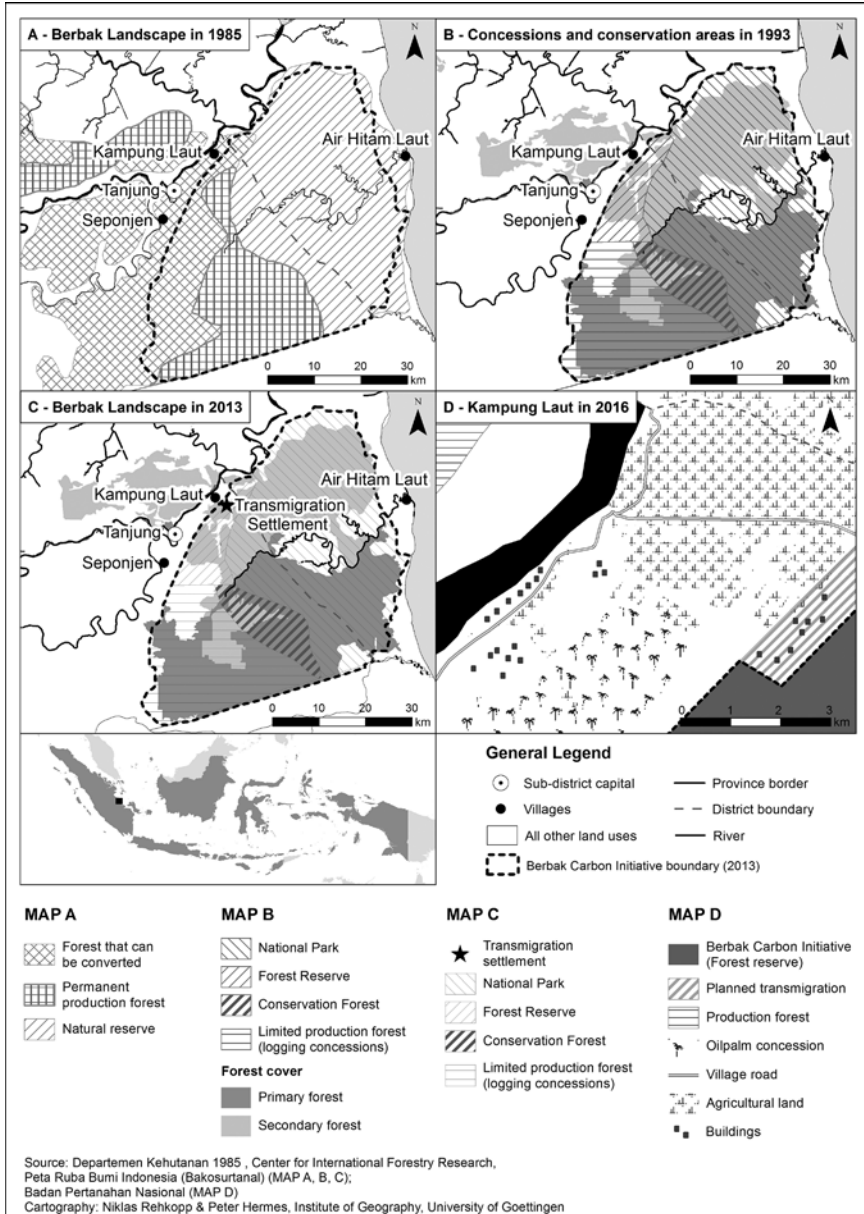 A - Berbak Landscape in 1985
N
Kampung Laut
Air Hitam Laut
Tanjung
Seponjen
0 10 20 30
km
B - Concessions and conservation areas in 1993
N
Kampung Laut
Air Hitam Laut
Tanjung
Seponjen
0 10 20 30
km
C - Berbak Landscape in 2013
N
Kampung Laut
Air Hitam Laut
Transmigration
Settlement
Tanjung
Seponjen
0 10 20 30
km
D - Kampung Laut in 2016
N
0 1 2 3
km
General Legend
Sub-district capital
Province border
Villages
District boundary
All other land uses
River
Berbak Carbon Initiative boundary (2013)
MAP A
Forest that can
be converted
Permanent
production forest
Natural reserve
MAP B
National Park
Forest Reserve
Conservation Forest
Limited production forest
(logging concessions)
Forest cover
Primary forest
Secondary forest
MAP C
Transmigration
settlement
National Park
Forest Reserve
Conservation Forest
Limited production forest
(logging concessions)
MAP D
Berbak Carbon Initiative
(Forest reserve)
Planned transmigration
Production forest
Oilpalm concession
Village road
Agricultural land
Buildings
Source: Departemen Kehutanan 1985 , Center for International Forestry Research,
Peta Ruba Bumi Indonesia (Bakosurtanal) (MAP A, B, C);
Badan Pertanahan Nasional (MAP D)
Cartography: Niklas Rehkopp & Peter Hermes, Institute of Geography, University of Goettingen